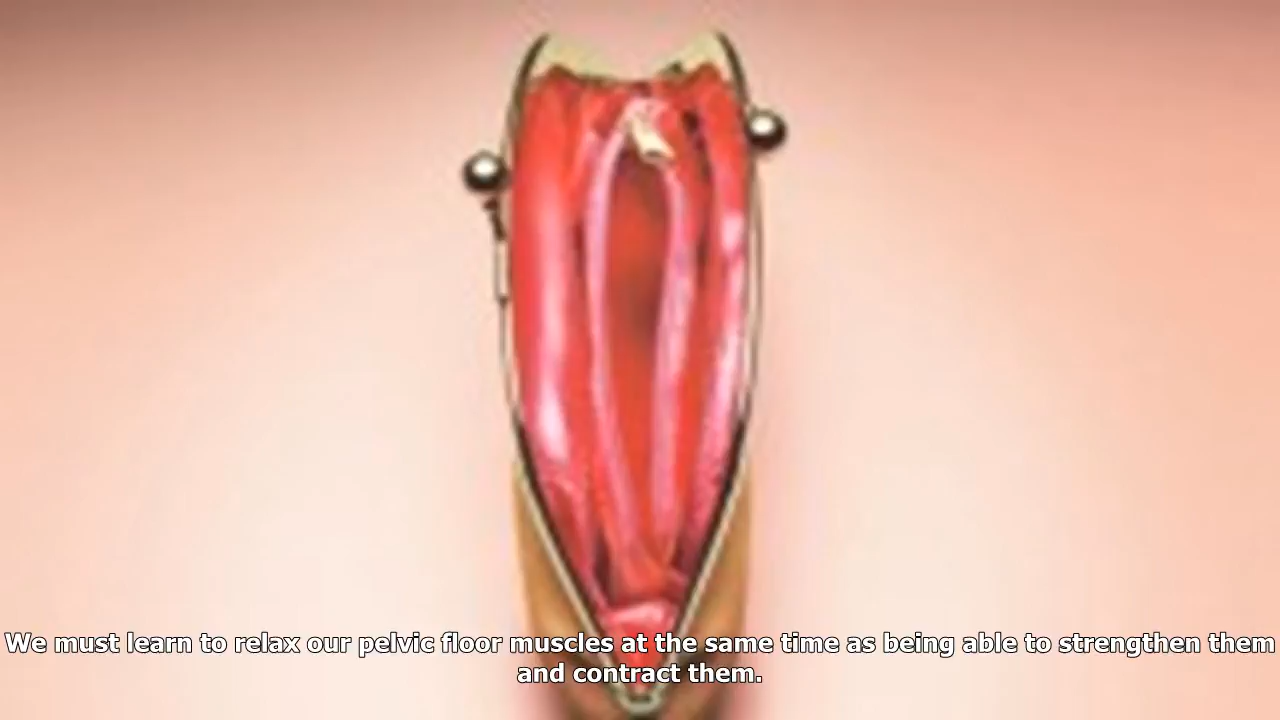 We must learn to relax our pelvic floor muscles at the same time as being able to strengthen them
and contract them.